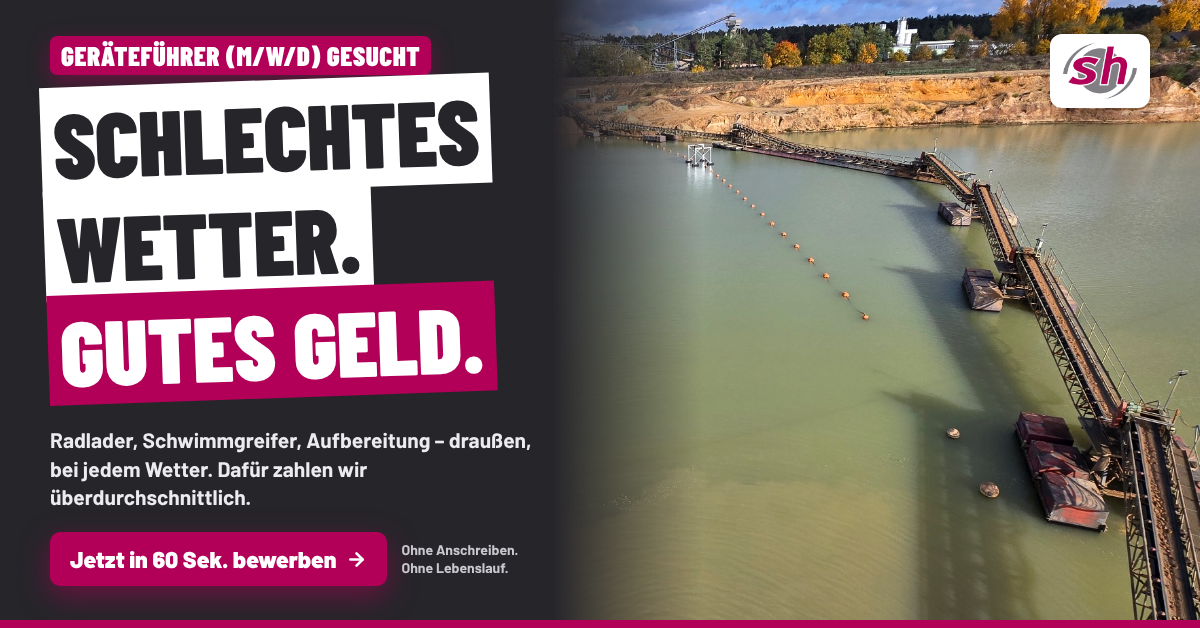 GERÄTEFÜHRER (M/W/D) GESUCHT
SCHLECHTES
WETTER.
GUTES GELD.
Radlader, Schwimmgreifer, Aufbereitung – draußen,
bei jedem Wetter. Dafür zahlen wir
überdurchschnittlich.
Jetzt in 60 Sek. bewerben →
Ohne Anschreiben.
Ohne Lebenslauf.
sh